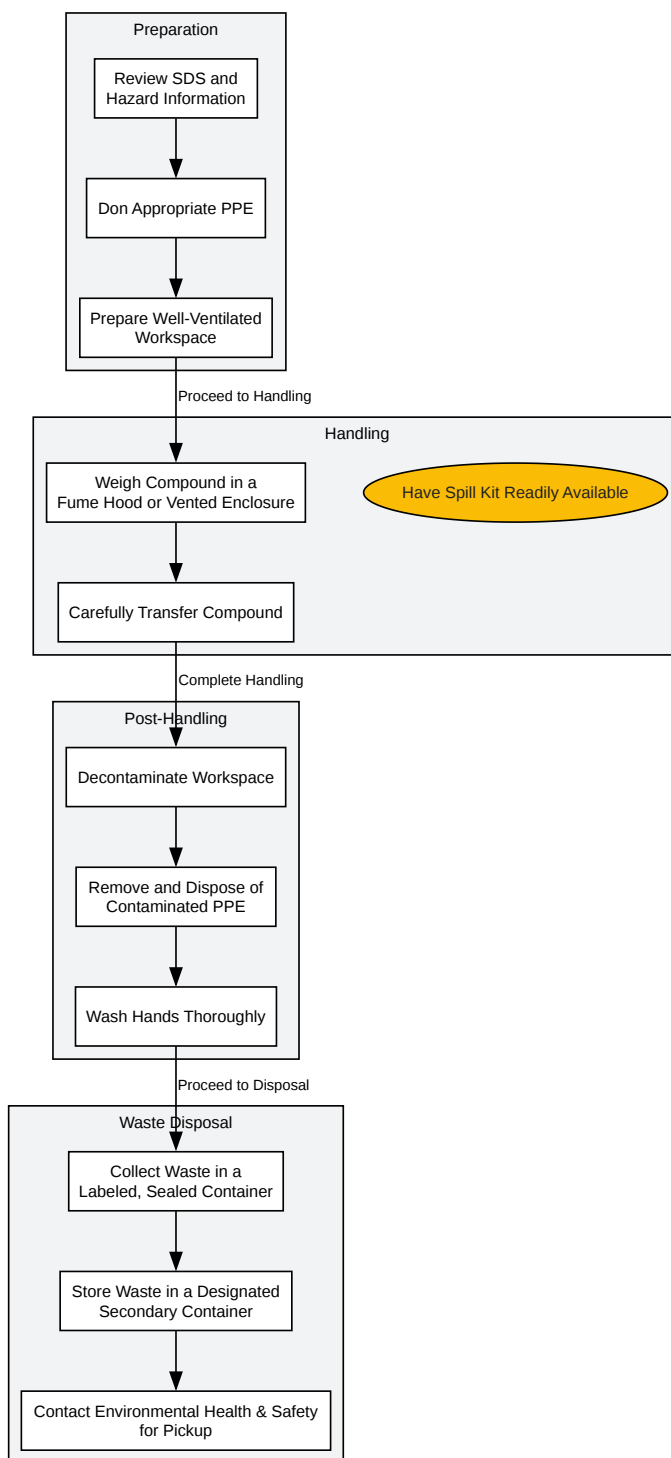 Preparation
Review SDS and
Hazard Information
Don Appropriate PPE
Prepare Well-Ventilated
Workspace
Proceed to Handling
Handling
Weigh Compound in a
Fume Hood or Vented Enclosure
Have Spill Kit Readily Available
Carefully Transfer Compound
Complete Handling
Post-Handling
Decontaminate Workspace
Remove and Dispose of
Contaminated PPE
Wash Hands Thoroughly
Proceed to Disposal
Waste Disposal
Collect Waste in a
Labeled, Sealed Container
Store Waste in a Designated
Secondary Container
Contact Environmental Health & Safety
for Pickup